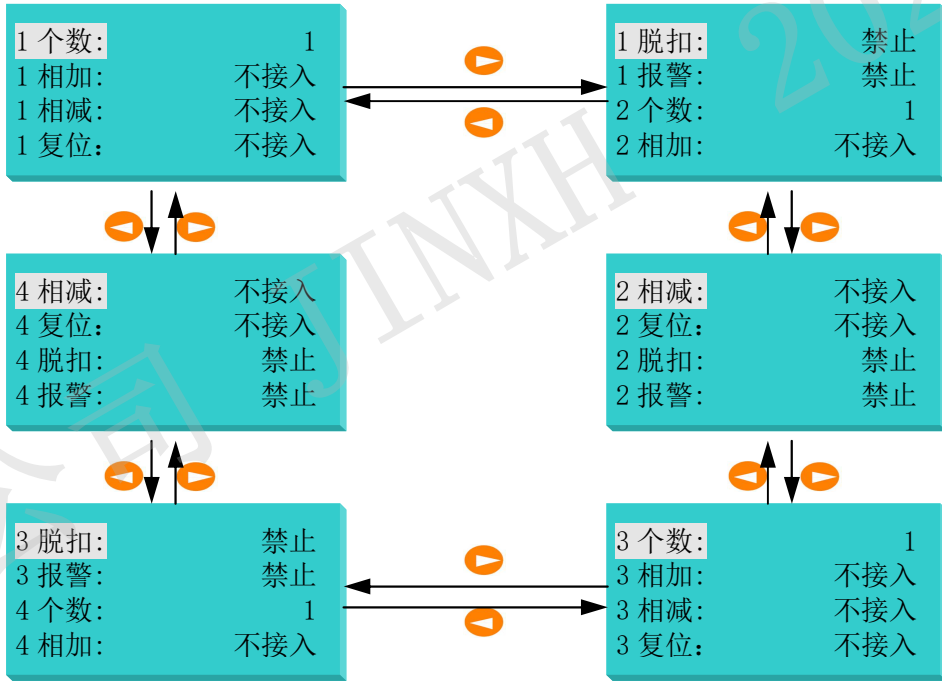 1 个数: 1
1 相加: 不接入
1 相减: 不接入
1 复位： 不接入
1 脱扣: 禁止
1 报警: 禁止
2 个数: 1
2 相加: 不接入
4 相减: 不接入
4 复位： 不接入
4 脱扣: 禁止
4 报警: 禁止
2 相减: 不接入
2 复位： 不接入
2 脱扣: 禁止
2 报警: 禁止
3 脱扣: 禁止
3 报警: 禁止
4 个数: 1
4 相加: 不接入
3 个数: 1
3 相加: 不接入
3 相减: 不接入
3 复位： 不接入
公司 JINXH 202